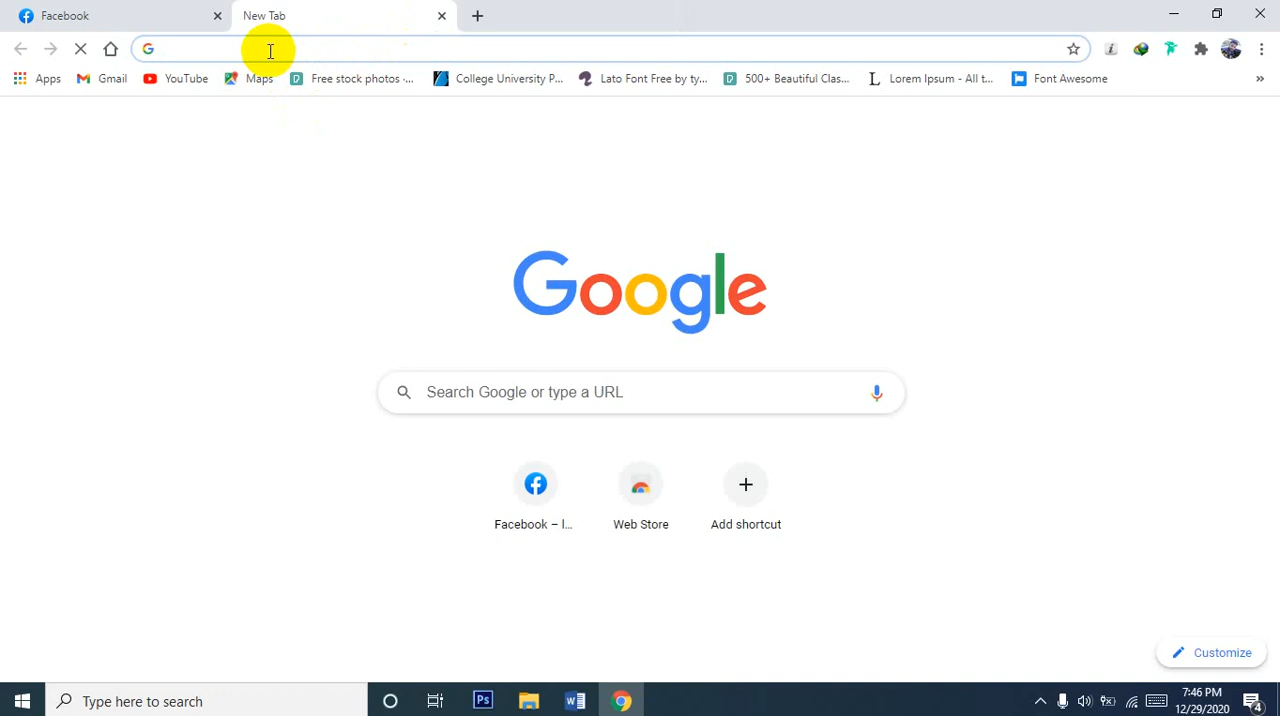 Facebook
New Tab
Apps
Gmail
YouTube
Maps
Free stock photos -...
College University P...
Lato Font Free by ty...
500+ Beautiful Clas...
Lorem Ipsum - All t...
Font Awesome
»
Google
Search Google or type a URL
Facebook – l...
Web Store
Add shortcut
Customize
Type here to search
Ps
7:46 PM
12/29/2020
4